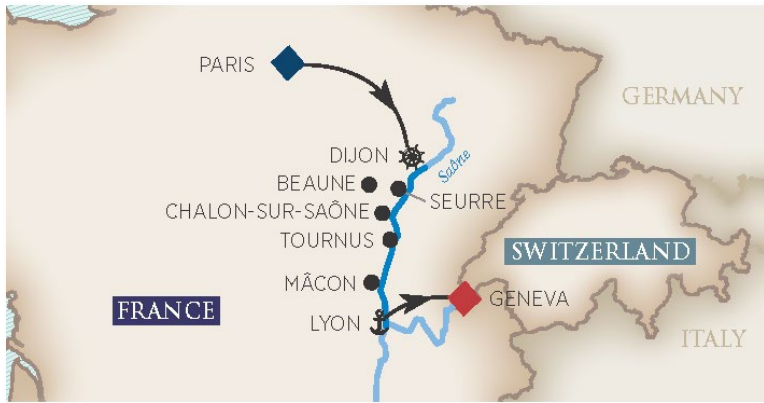 PARIS
GERMANY
DIJON
Saône
BEAUNE
SEURRE
CHALON-SUR-SAÔNE
TOURNUS
SWITZERLAND
MÂCON
GENEVA
FRANCE
LYON
ITALY